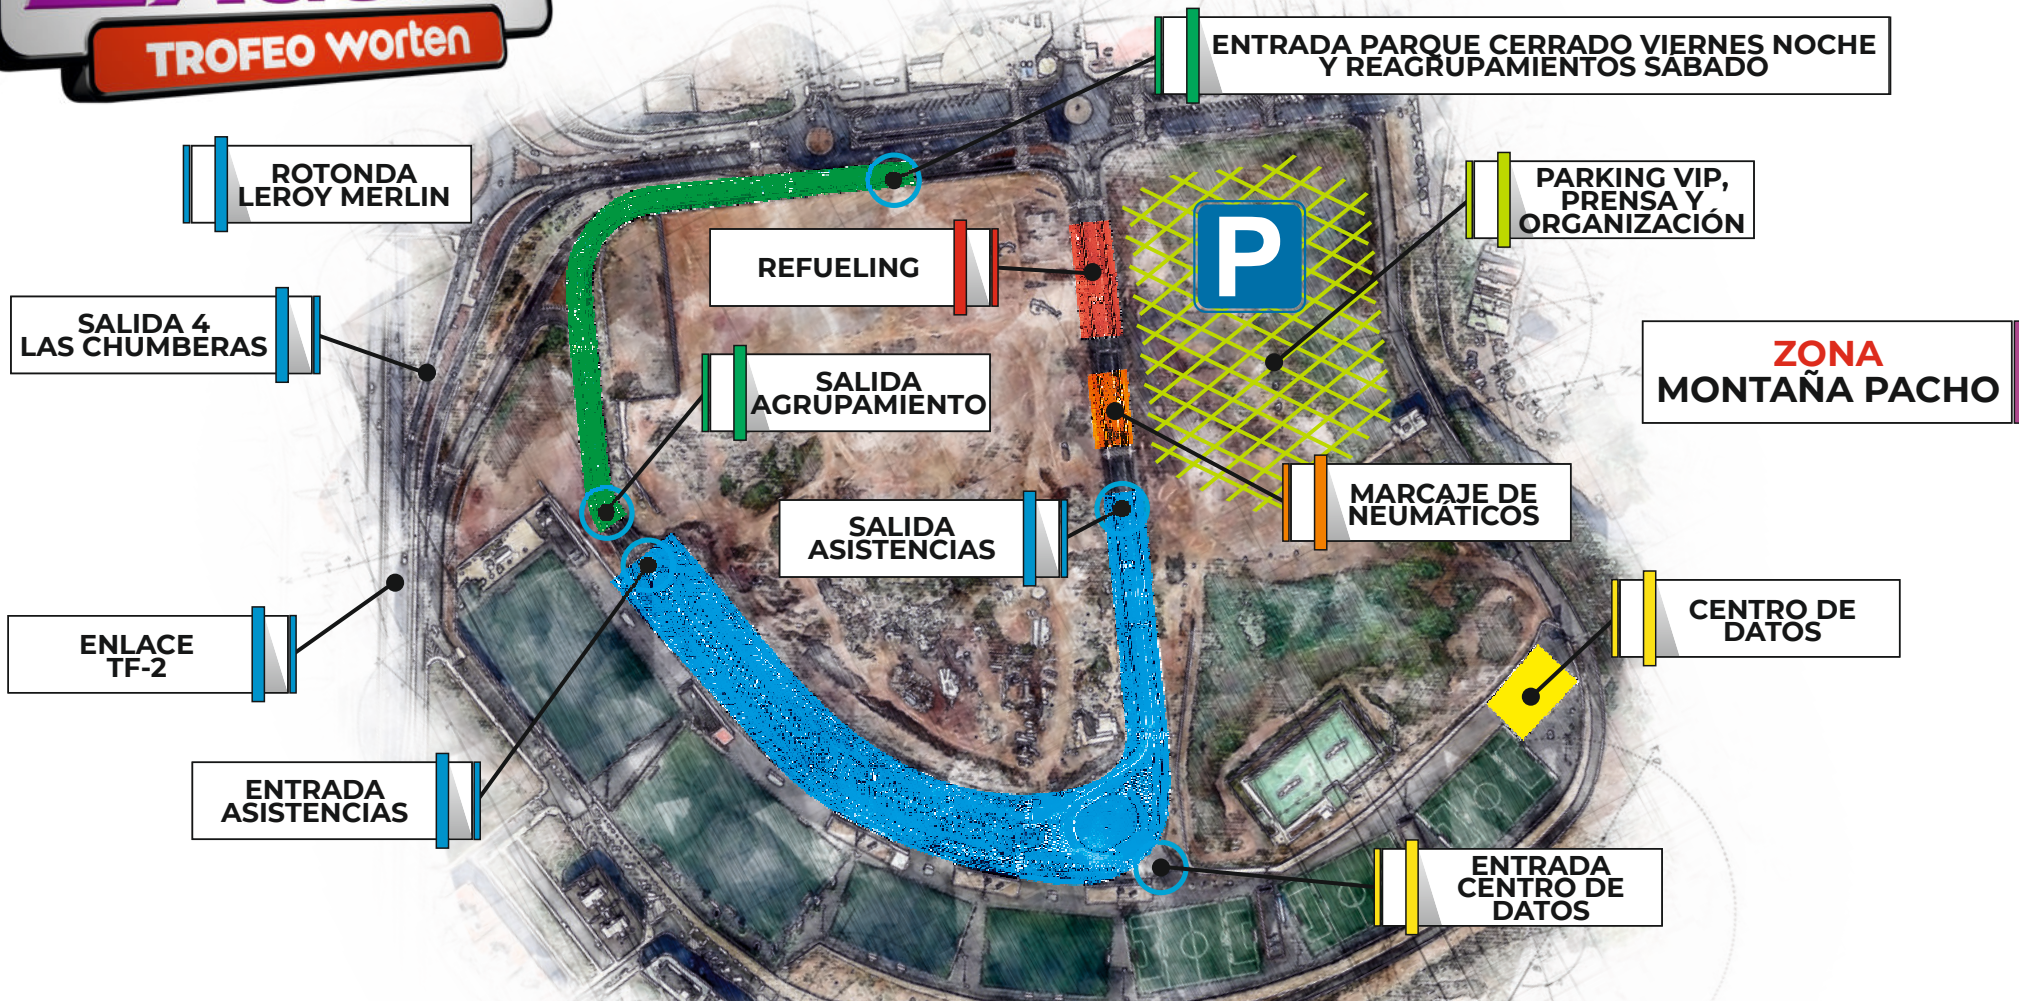 TROFEO worten
ENTRADA PARQUE CERRADO VIERNES NOCHE
Y REAGRUPAMIENTOS SÁBADO
ROTONDA
LEROY MERLIN
PARKING VIP,
PRENSA Y
ORGANIZACIÓN
P
REFUELING
SALIDA 4
LAS CHUMBERAS
ZONA
MONTAÑA PACHO
SALIDA
AGRUPAMIENTO
MARCAJE DE
NEUMÁTICOS
SALIDA
ASISTENCIAS
CENTRO DE
DATOS
ENLACE
TF-2
ENTRADA
ASISTENCIAS
ENTRADA
CENTRO DE
DATOS